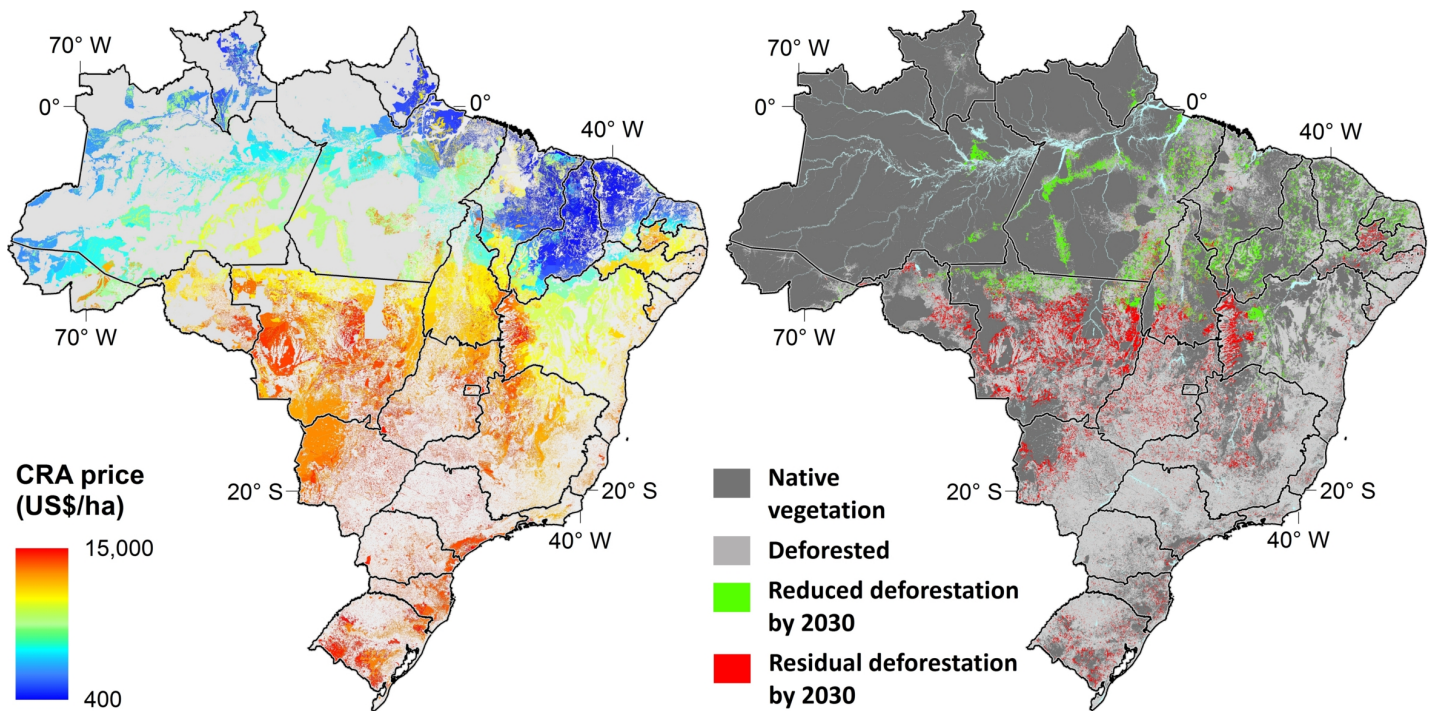 70° W
0°
0°
40° W
70° W
20° S
40° W
20° S
CRA price
(US$/ha)
15,000
400
70° W
0°
0°
40° W
70° W
20° S
20° S
40° W
Native
vegetation
Deforested
Reduced deforestation
by 2030
Residual deforestation
by 2030